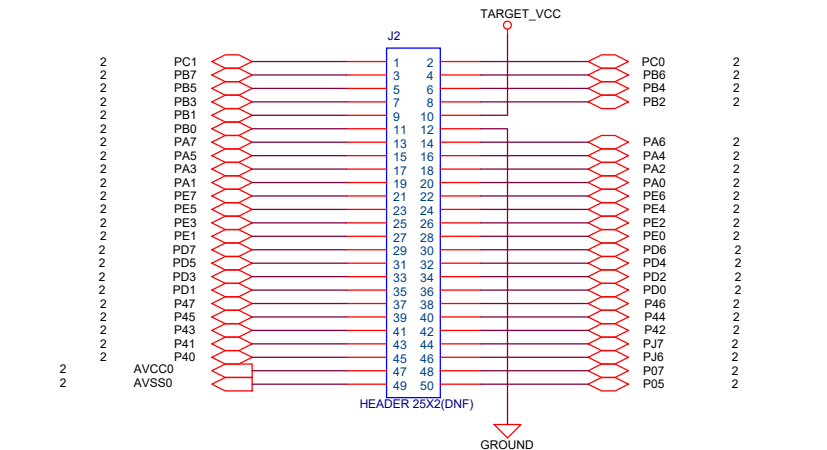 TARGET_VCC
J2
2 PC1 1 2 PC0 2
2 PB7 3 4 PB6 2
2 PB5 5 6 PB4 2
2 PB3 7 8 PB2 2
2 PB1 9 10
2 PB0 11 12
2 PA7 13 14 PA6 2
2 PA5 15 16 PA4 2
2 PA3 17 18 PA2 2
2 PA1 19 20 PA0 2
2 PE7 21 22 PE6 2
2 PE5 23 24 PE4 2
2 PE3 25 26 PE2 2
2 PE1 27 28 PE0 2
2 PD7 29 30 PD6 2
2 PD5 31 32 PD4 2
2 PD3 33 34 PD2 2
2 PD1 35 36 PD0 2
2 P47 37 38 P46 2
2 P45 39 40 P44 2
2 P43 41 42 P42 2
2 P41 43 44 PJ7 2
2 P40 45 46 PJ6 2
2 AVCC0 47 48 P07 2
2 AVSS0 49 50 P05 2
HEADER 25X2(DNF)
GROUND